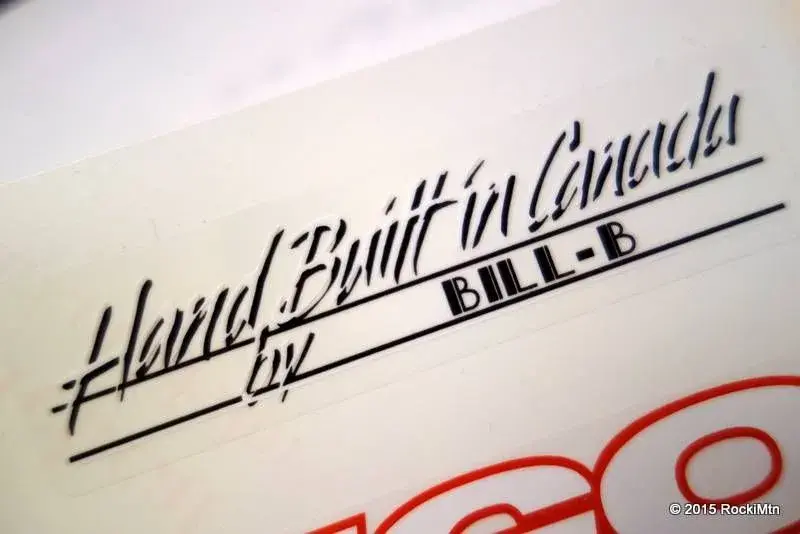 Hand Built in Canada
by BILL-B
© 2015 RockiMtn